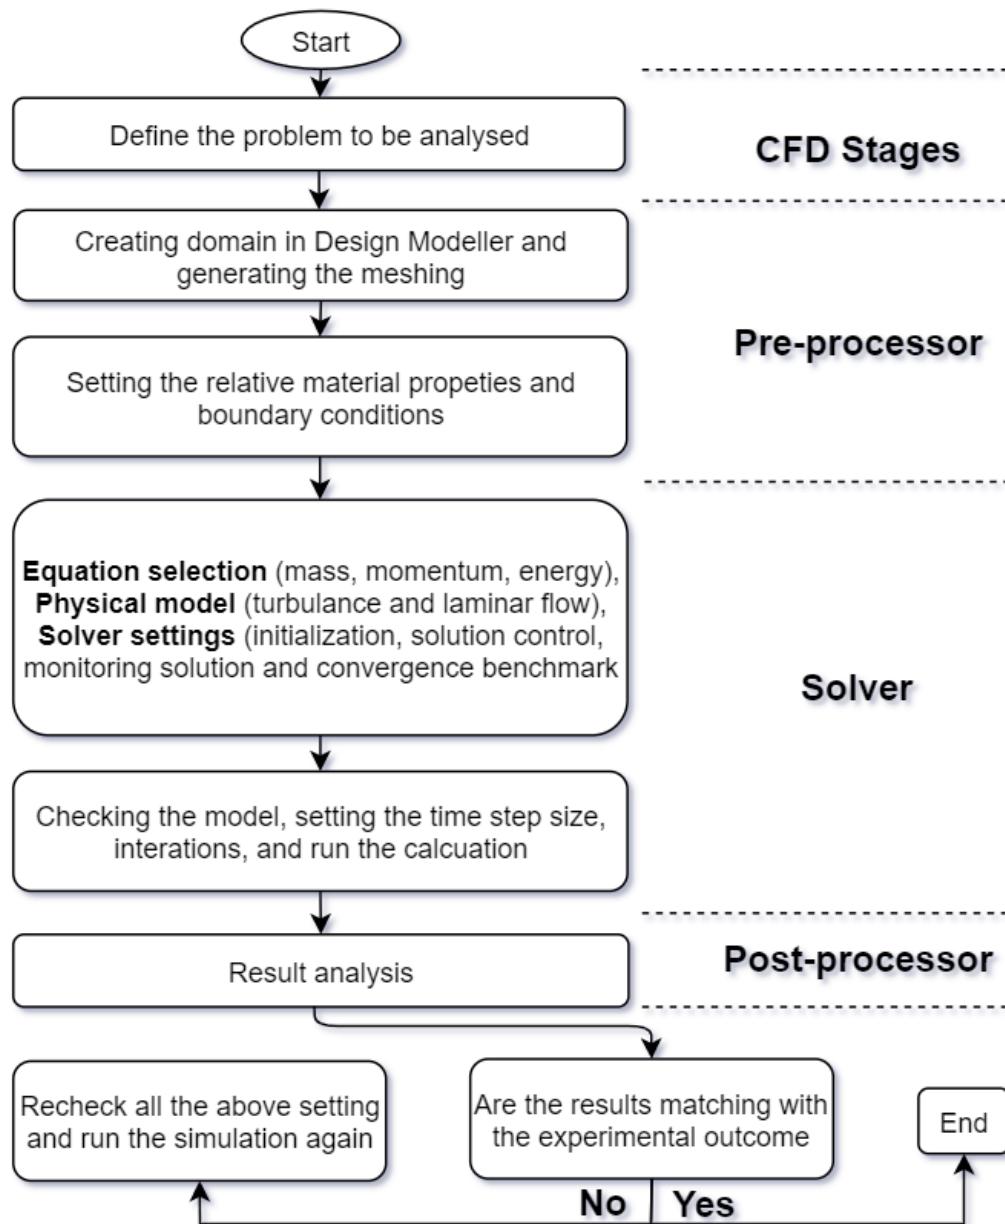 Start
Define the problem to be analysed
CFD Stages
Creating domain in Design Modeller and
generating the meshing
Pre-processor
Setting the relative material propeties and
boundary conditions
Equation selection (mass, momentum, energy),
Physical model (turbulance and laminar flow),
Solver settings (initialization, solution control,
monitoring solution and convergence benchmark
Solver
Checking the model, setting the time step size,
interations, and run the calcuation
Result analysis
Post-processor
Recheck all the above setting
and run the simulation again
Are the results matching with
the experimental outcome
End
No
Yes